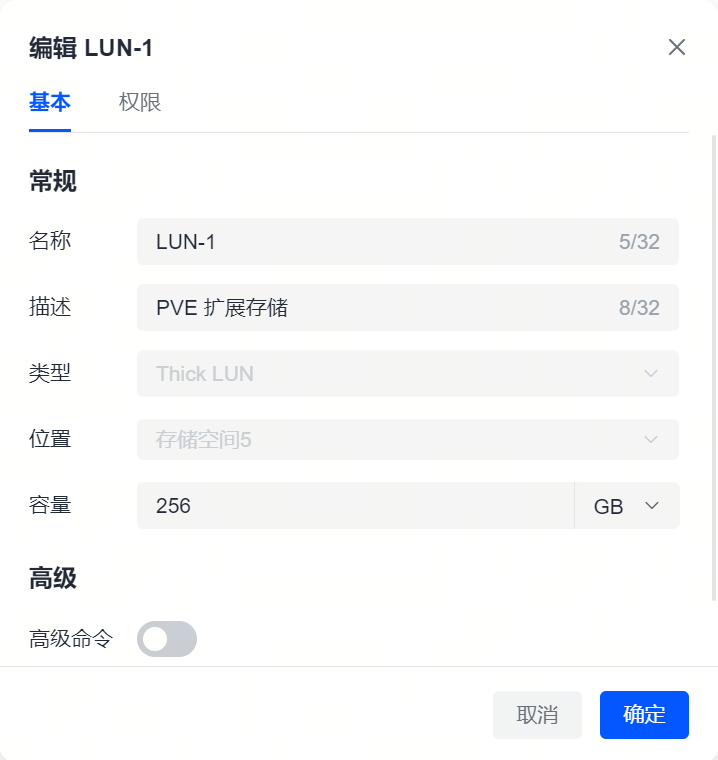 编辑 LUN-1
基本 权限
常规
名称 LUN-1 5/32
描述 PVE 扩展存储 8/32
类型 Thick LUN
位置 存储空间5
容量 256 GB
高级
高级命令
取消 确定